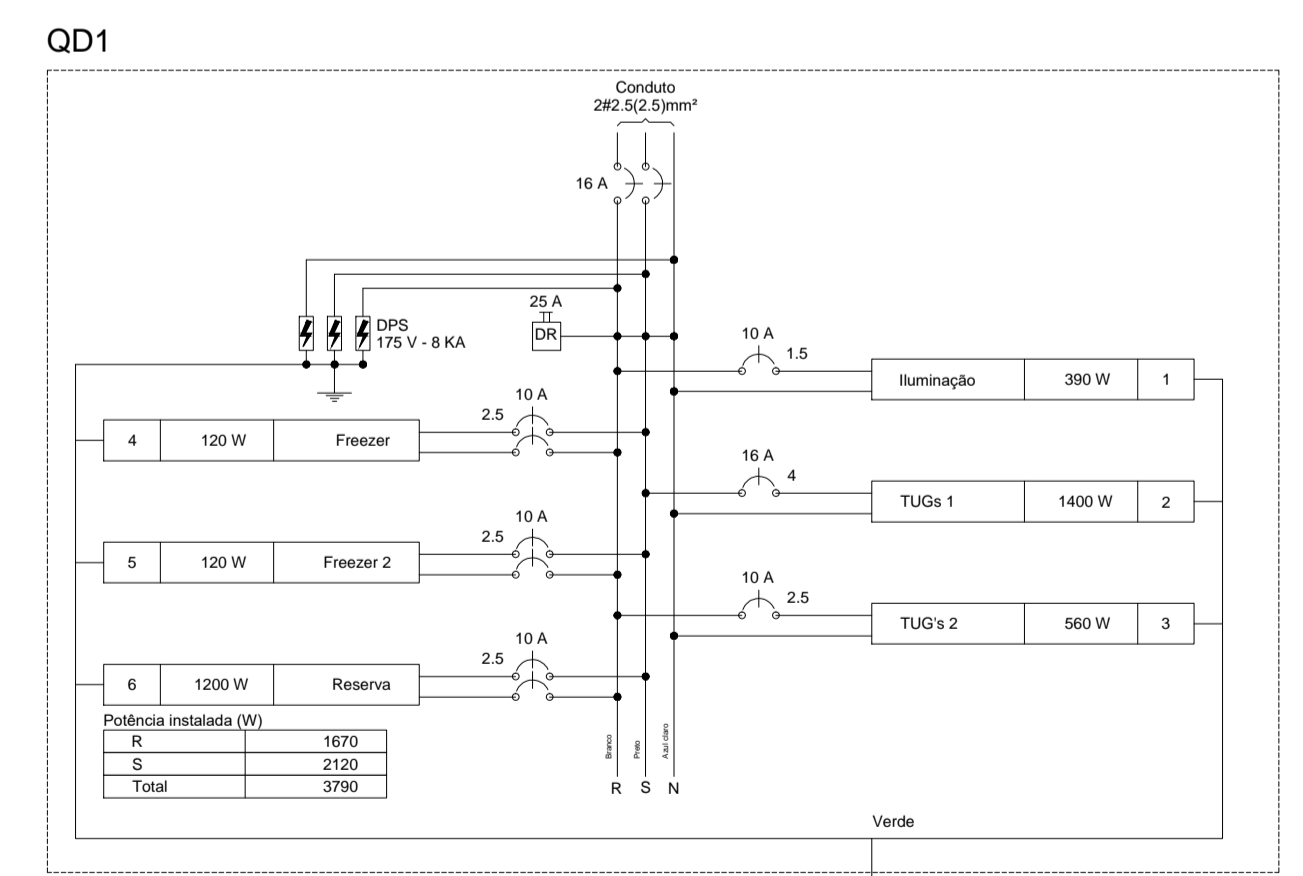 QD1
Conduto
2#2.5(2.5)mm²
16 A
25 A
DR
DPS
175 V - 8 KA
10 A
1.5
Iluminação 390 W 1
10 A
2.5
4 120 W Freezer
16 A
4
TUGs 1 1400 W 2
10 A
2.5
5 120 W Freezer 2
10 A
2.5
TUG's 2 560 W 3
10 A
2.5
6 1200 W Reserva
Potência instalada (W)
R 1670
S 2120
Total 3790
Branco
Preto
Azul claro
R S N
Verde